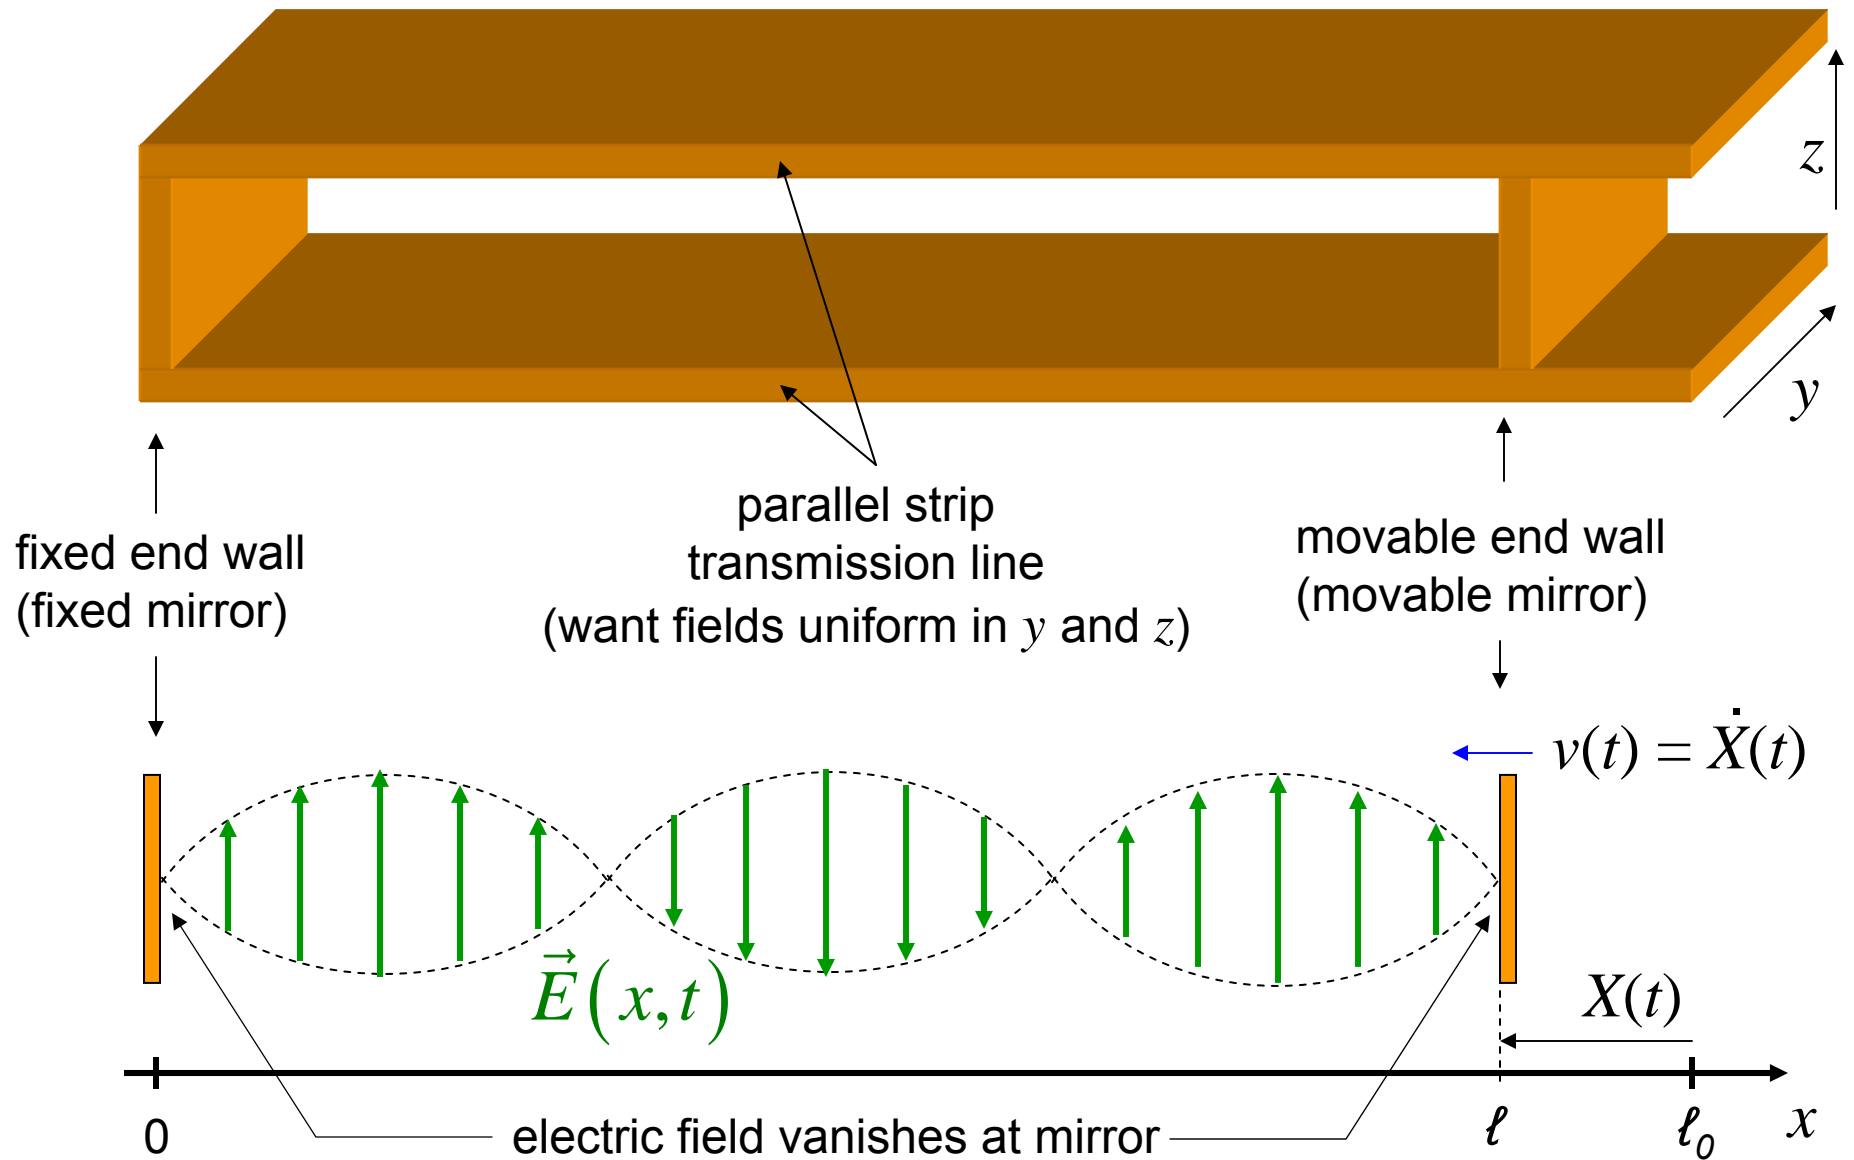 z
y
fixed end wall
(fixed mirror)
parallel strip
transmission line
(want fields uniform in y and z)
movable end wall
(movable mirror)
v(t) = Ẋ(t)
E⃗(x,t)
X(t)
0
electric field vanishes at mirror
ℓ
ℓ₀
x